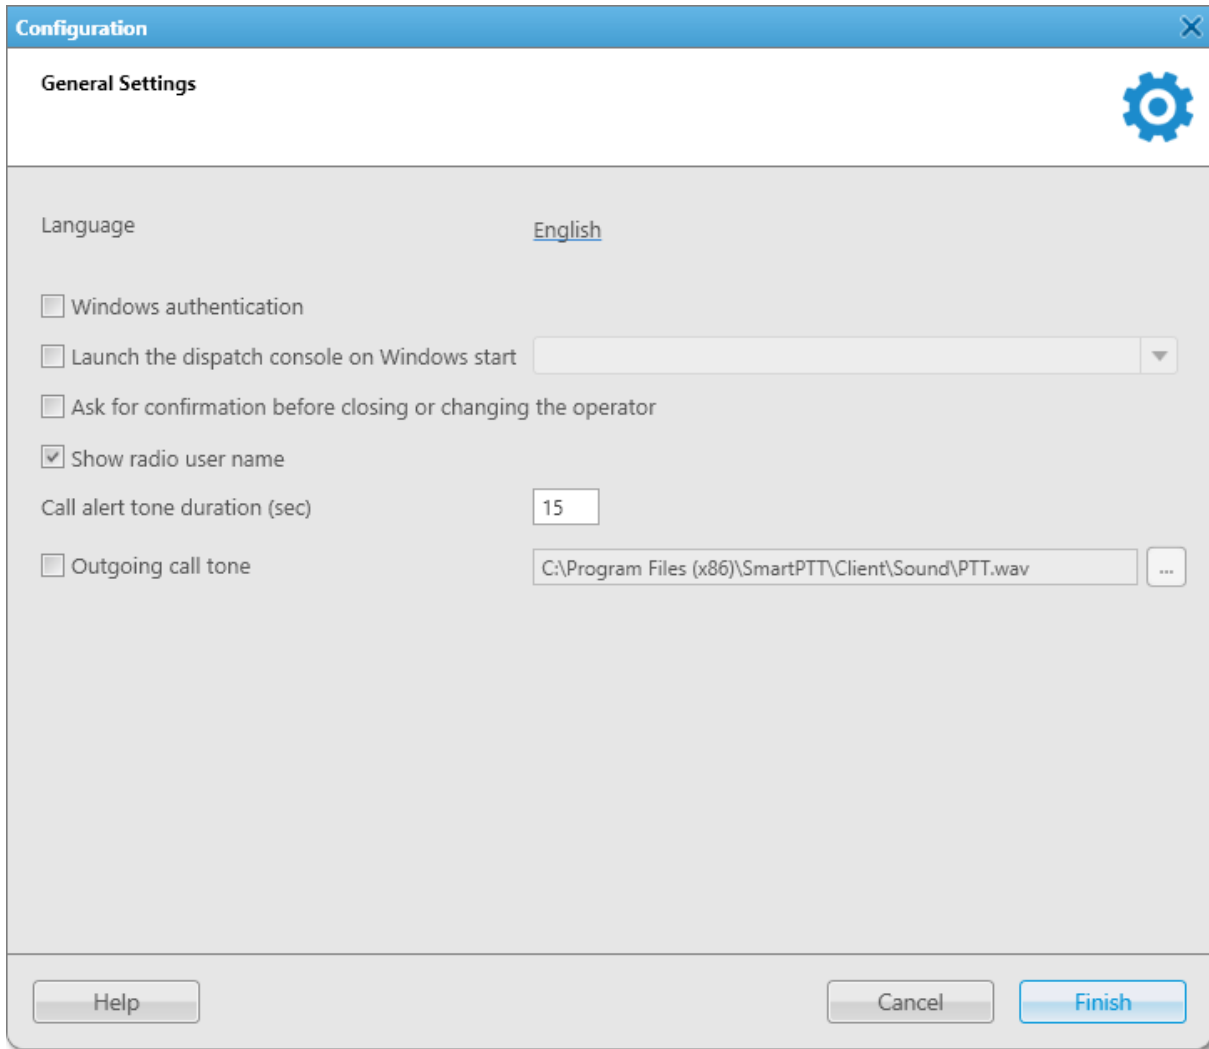 Configuration
General Settings
Language English
Windows authentication
Launch the dispatch console on Windows start
Ask for confirmation before closing or changing the operator
Show radio user name
Call alert tone duration (sec) 15
Outgoing call tone C:\Program Files (x86)\SmartPTT\Client\Sound\PTT.wav ...
Help Cancel Finish